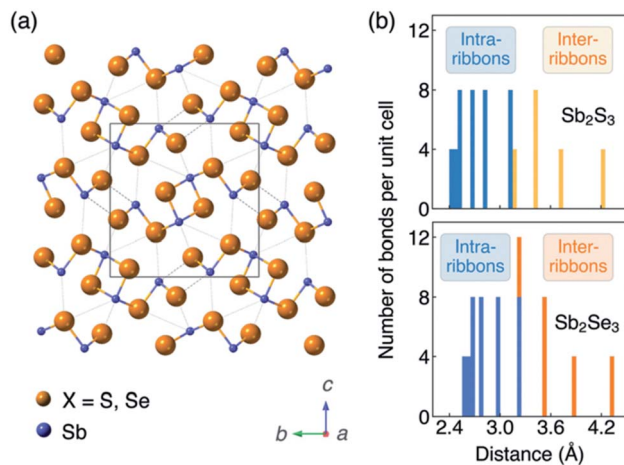 (a)
X = S, Se
Sb
c
b
a
(b)
Number of bonds per unit cell
12
8
4
0
Intra-
ribbons
Inter-
ribbons
Sb₂S₃
12
8
4
0
Intra-
ribbons
Inter-
ribbons
Sb₂Se₃
2.4 3.0 3.6 4.2
Distance (Å)